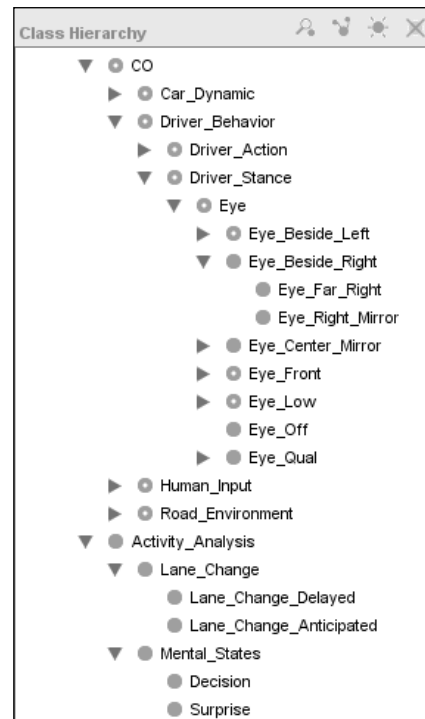 Class Hierarchy
CO
Car_Dynamic
Driver_Behavior
Driver_Action
Driver_Stance
Eye
Eye_Beside_Left
Eye_Beside_Right
Eye_Far_Right
Eye_Right_Mirror
Eye_Center_Mirror
Eye_Front
Eye_Low
Eye_Off
Eye_Qual
Human_Input
Road_Environment
Activity_Analysis
Lane_Change
Lane_Change_Delayed
Lane_Change_Anticipated
Mental_States
Decision
Surprise